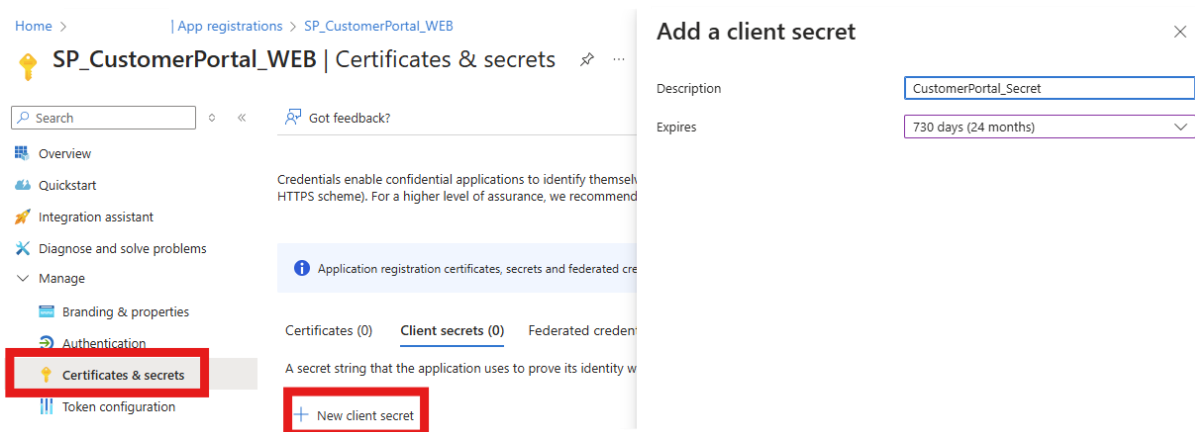 Home > | App registrations > SP_CustomerPortal_WEB
SP_CustomerPortal_WEB | Certificates & secrets ...
Search
Overview
Quickstart
Integration assistant
Diagnose and solve problems
Manage
Branding & properties
Authentication
Certificates & secrets
Token configuration
Got feedback?
Credentials enable confidential applications to identify themselv
HTTPS scheme). For a higher level of assurance, we recommend
Application registration certificates, secrets and federated cre
Certificates (0) Client secrets (0) Federated creden
A secret string that the application uses to prove its identity w
+ New client secret
Add a client secret
Description CustomerPortal_Secret
Expires 730 days (24 months)